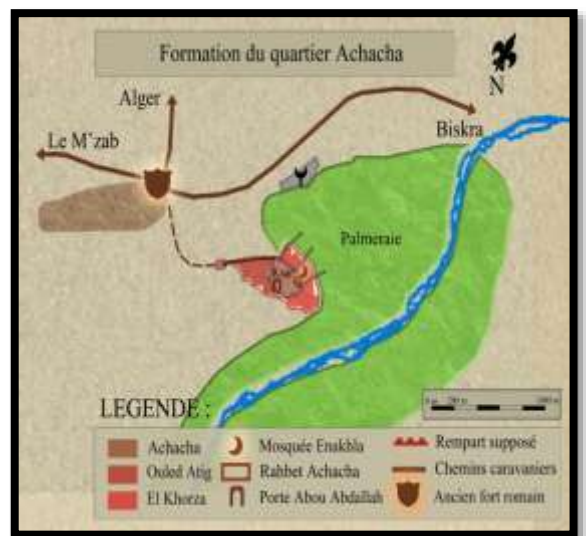 Formation du quartier Achacha
N
Alger
Le M'zab
Biskra
Palmeraie
LEGENDE :
Achacha
Mosquée Enakhla
Rempart supposé
Ouled Atig
Rahbet Achacha
Chemins caravaniers
El Khorza
Porte Abou Abdallah
Ancien fort romain